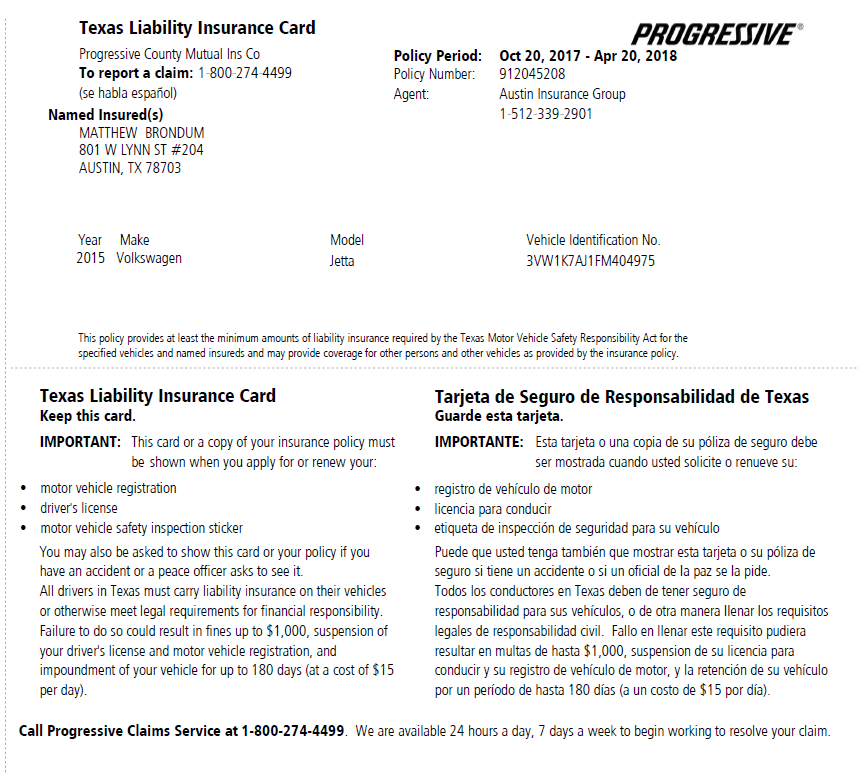 Texas Liability Insurance Card
PROGRESSIVE®
Progressive County Mutual Ins Co
To report a claim: 1-800-274-4499
(se habla español)
Policy Period: Oct 20, 2017 - Apr 20, 2018
Policy Number: 912045208
Agent: Austin Insurance Group
1-512-339-2901
Named Insured(s)
MATTHEW BRONDUM
801 W LYNN ST #204
AUSTIN, TX 78703
Year Make Model Vehicle Identification No.
2015 Volkswagen Jetta 3VW1K7AJ1FM404975
This policy provides at least the minimum amounts of liability insurance required by the Texas Motor Vehicle Safety Responsibility Act for the
specified vehicles and named insureds and may provide coverage for other persons and other vehicles as provided by the insurance policy.
Texas Liability Insurance Card
Keep this card.
IMPORTANT: This card or a copy of your insurance policy must
be shown when you apply for or renew your:
• motor vehicle registration
• driver's license
• motor vehicle safety inspection sticker
You may also be asked to show this card or your policy if you
have an accident or a peace officer asks to see it.
All drivers in Texas must carry liability insurance on their vehicles
or otherwise meet legal requirements for financial responsibility.
Failure to do so could result in fines up to $1,000, suspension of
your driver's license and motor vehicle registration, and
impoundment of your vehicle for up to 180 days (at a cost of $15
per day).
Tarjeta de Seguro de Responsabilidad de Texas
Guarde esta tarjeta.
IMPORTANTE: Esta tarjeta o una copia de su póliza de seguro debe
ser mostrada cuando usted solicite o renueve su:
• registro de vehículo de motor
• licencia para conducir
• etiqueta de inspección de seguridad para su vehículo
Puede que usted tenga también que mostrar esta tarjeta o su póliza de
seguro si tiene un accidente o si un oficial de la paz se la pide.
Todos los conductores en Texas deben de tener seguro de
responsabilidad para sus vehículos, o de otra manera llenar los requisitos
legales de responsabilidad civil. Fallo en llenar este requisito pudiera
resultar en multas de hasta $1,000, suspension de su licencia para
conducir y su registro de vehículo de motor, y la retención de su vehículo
por un período de hasta 180 días (a un costo de $15 por día).
Call Progressive Claims Service at 1-800-274-4499. We are available 24 hours a day, 7 days a week to begin working to resolve your claim.